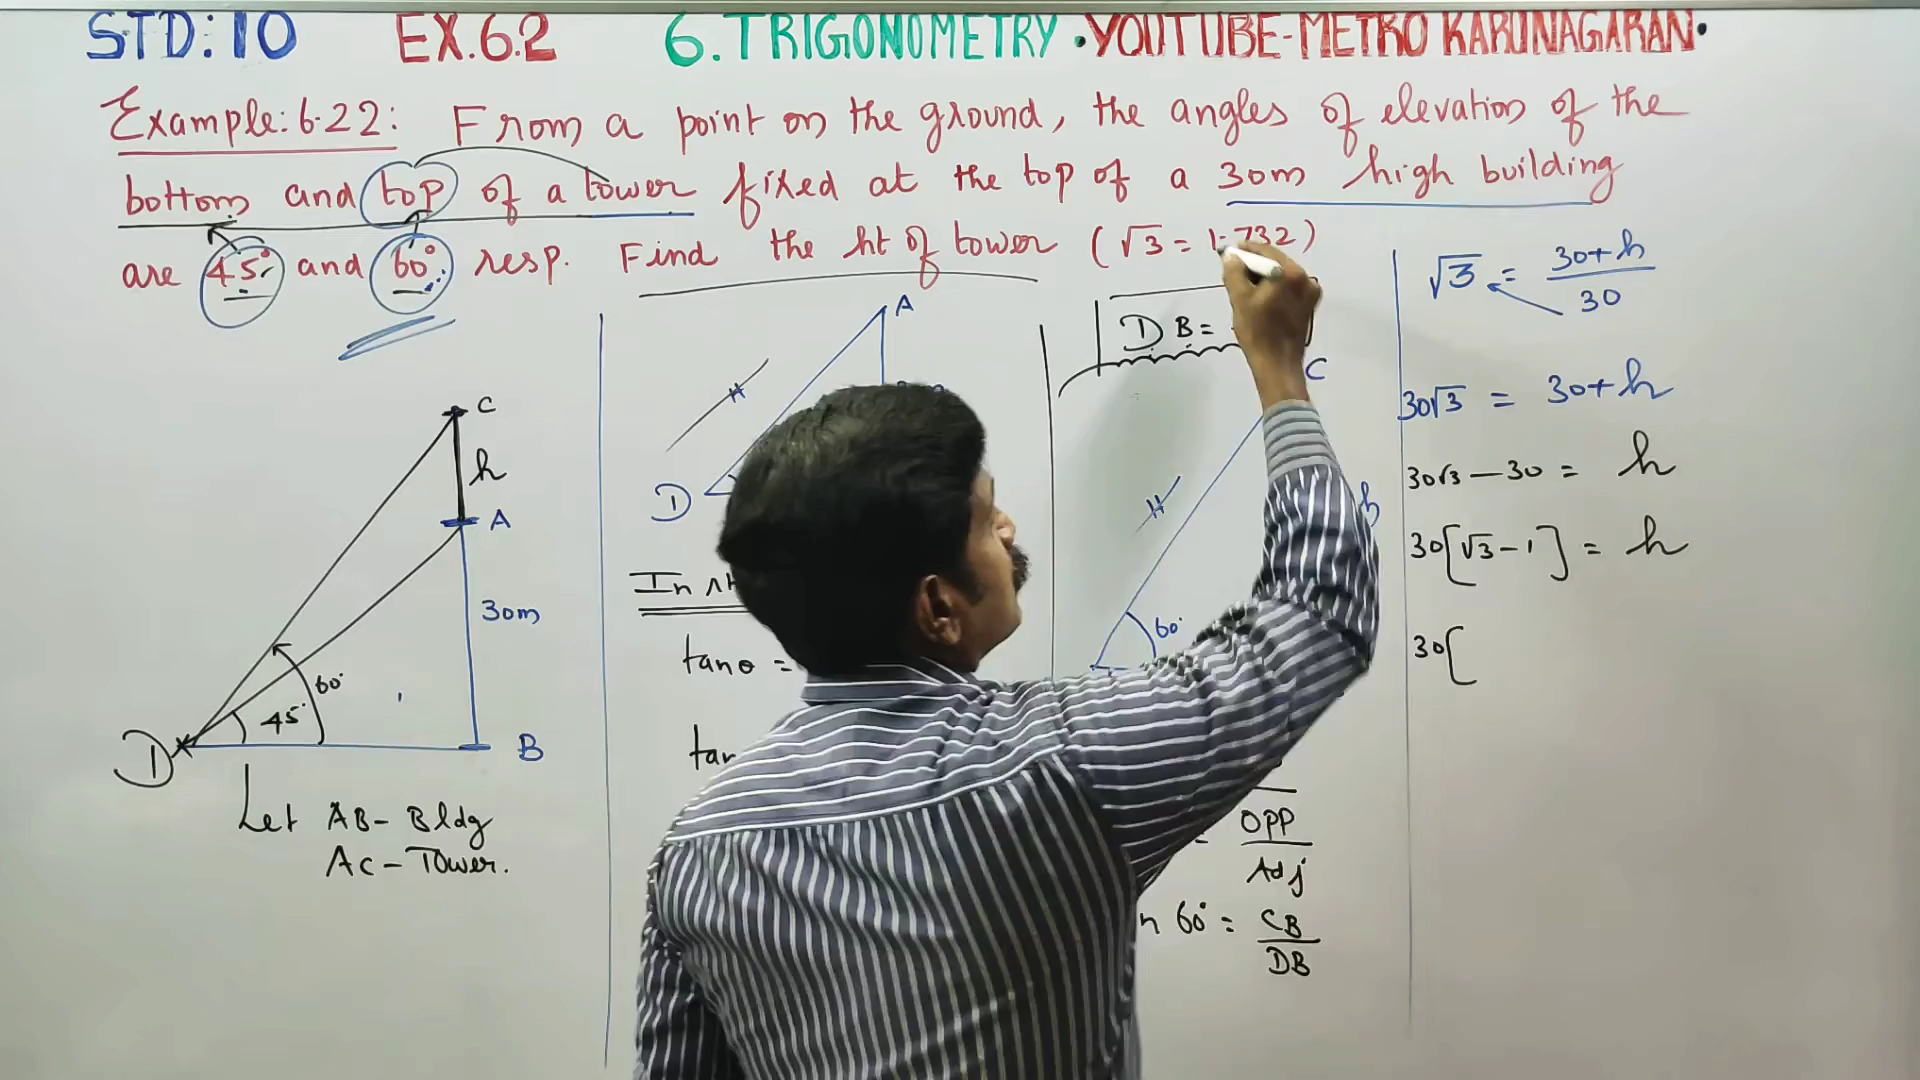 STD: 10 EX.6.2 6. TRIGONOMETRY • YOUTUBE-METRO KARUNAGARAN •
Example: 6.22: From a point on the ground, the angles of elevation of the
bottom and top of a tower fixed at the top of a 30m high building
are 45° and 60° resp. Find the ht of tower (√3 = 1.732)
C
h
A
30m
60°
45°
D
B
Let AB - Bldg
AC - Tower.
A
H
D
In
tan θ =
D B =
C
H
h
60°
OPP
Adj
60° = CB
DB
√3 = 30+h
30
30√3 = 30+h
30√3 - 30 = h
30[√3 - 1] = h
30[